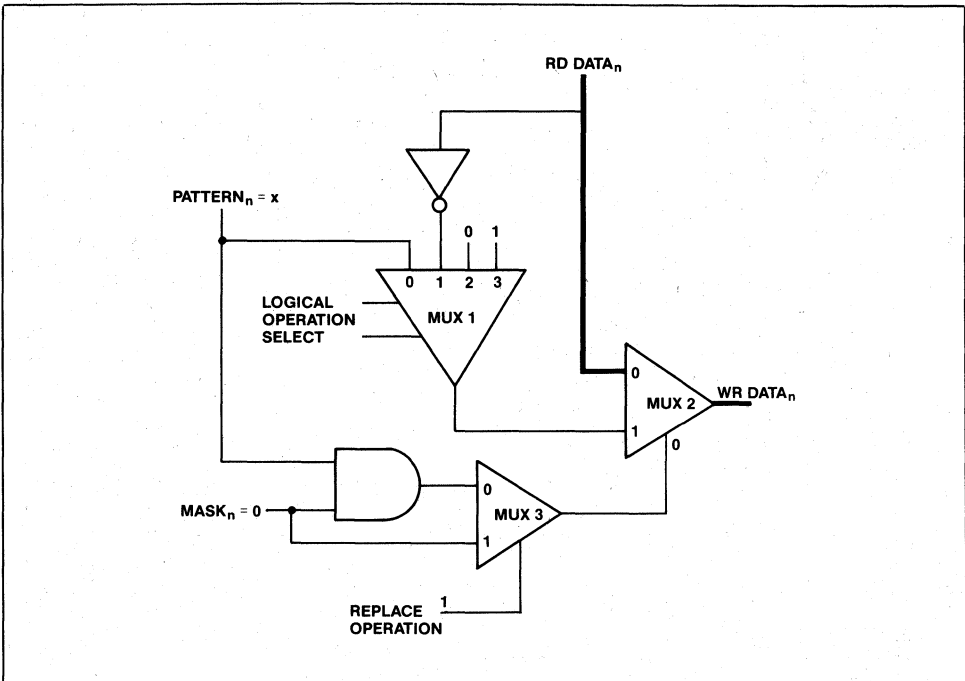 RD DATAn
PATTERNn = x
0 1
0 1 2 3
LOGICAL
OPERATION
SELECT
MUX 1
0
MUX 2
WR DATAn
1
0
0
MASKn = 0
MUX 3
1
1
REPLACE
OPERATION